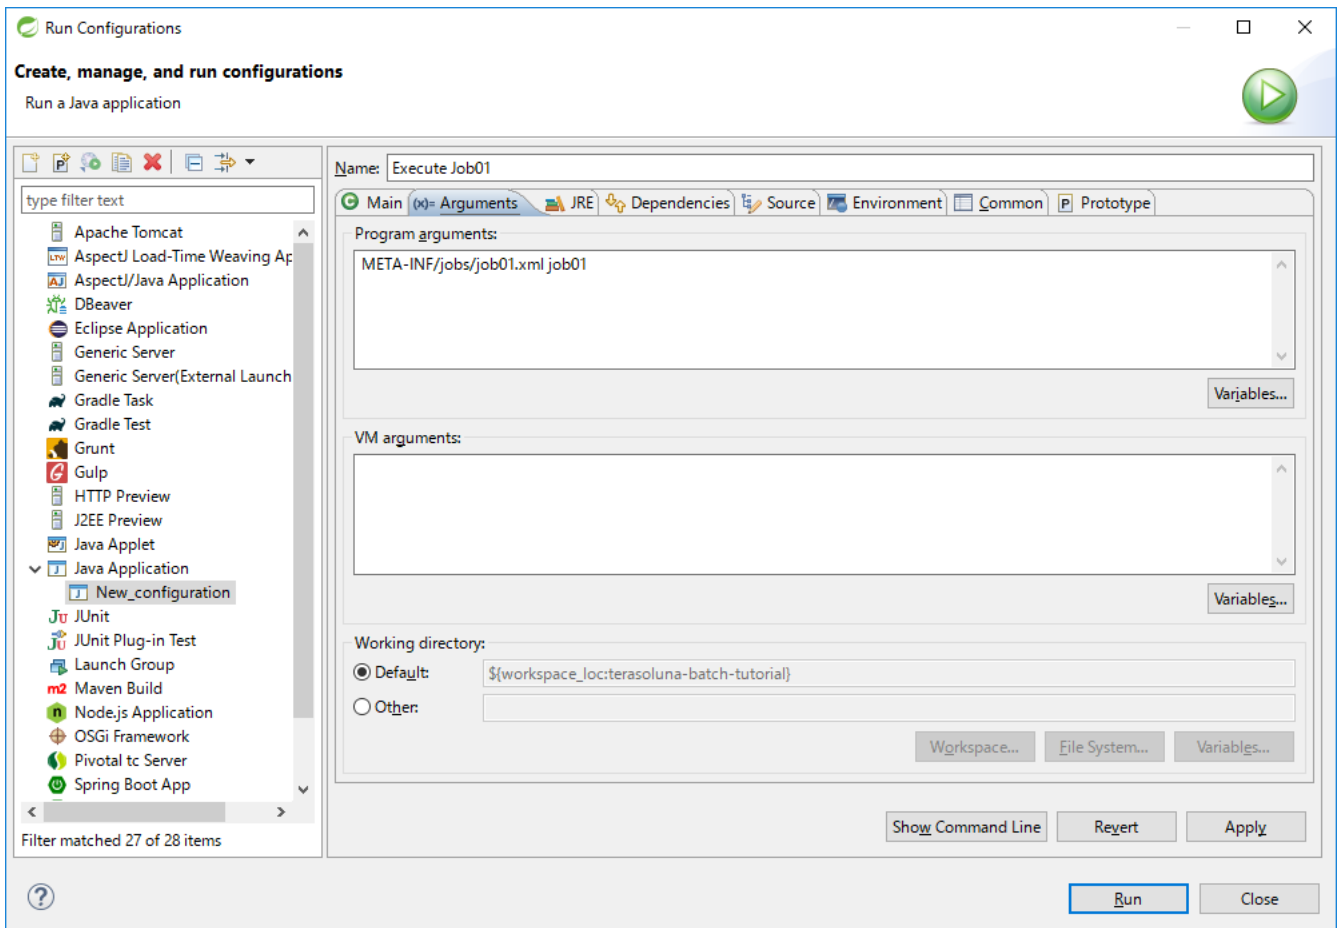 Run Configurations
Create, manage, and run configurations
Run a Java application
type filter text
Apache Tomcat
AspectJ Load-Time Weaving Ap
AspectJ/Java Application
DBeaver
Eclipse Application
Generic Server
Generic Server(External Launch
Gradle Task
Gradle Test
Grunt
Gulp
HTTP Preview
J2EE Preview
Java Applet
Java Application
New_configuration
JUnit
JUnit Plug-in Test
Launch Group
Maven Build
Node.js Application
OSGi Framework
Pivotal tc Server
Spring Boot App
Filter matched 27 of 28 items
Name: Execute Job01
Main (x)= Arguments JRE Dependencies Source Environment Common Prototype
Program arguments:
META-INF/jobs/job01.xml job01
Variables...
VM arguments:
Variables...
Working directory:
Default: ${workspace_loc:terasoluna-batch-tutorial}
Other:
Workspace... File System... Variables...
Show Command Line Revert Apply
Run Close